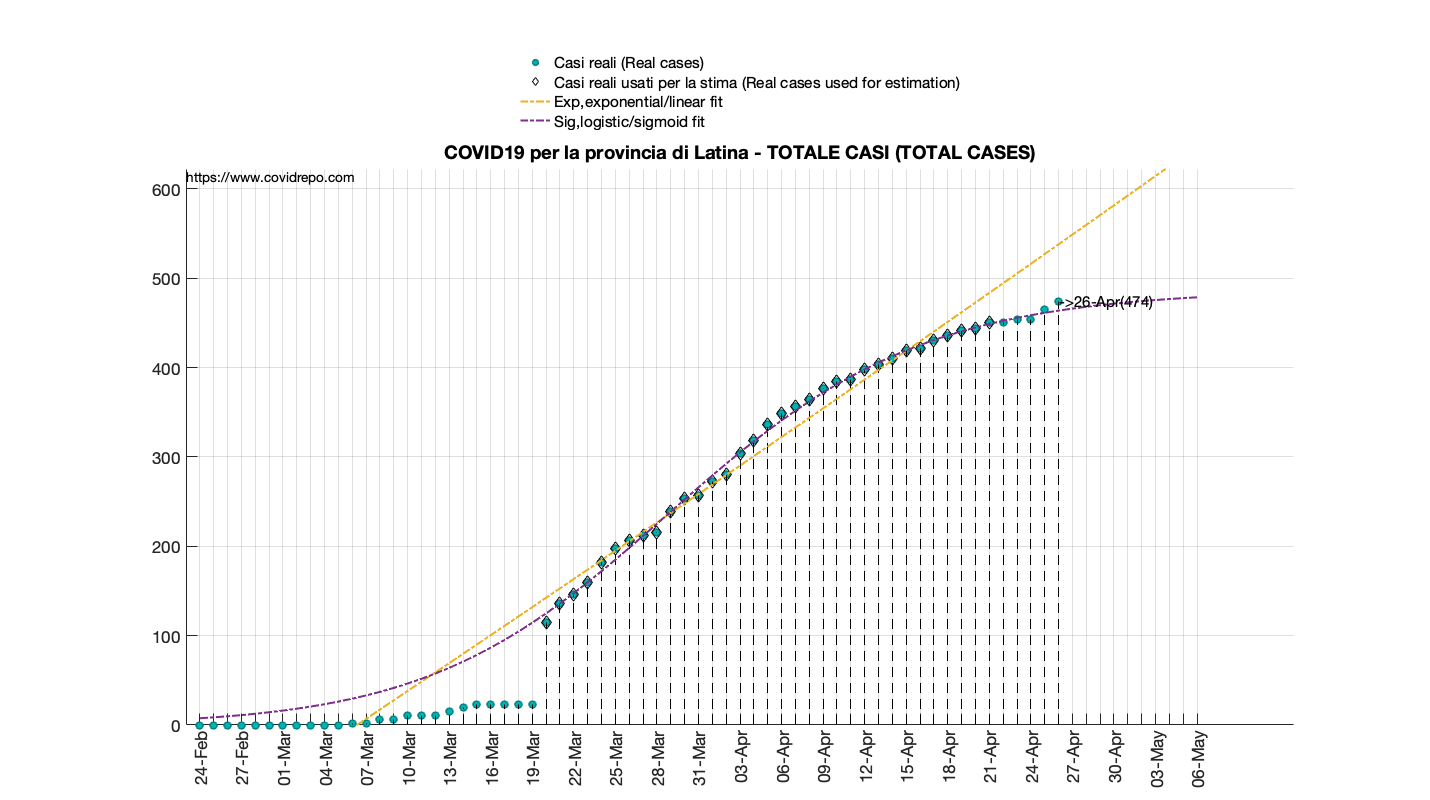 Casi reali (Real cases)
Casi reali usati per la stima (Real cases used for estimation)
Exp,exponential/linear fit
Sig,logistic/sigmoid fit
COVID19 per la provincia di Latina - TOTALE CASI (TOTAL CASES)
https://www.covidrepo.com
600
500
->26-Apr(474)
400
300
200
100
0
24-Feb
27-Feb
01-Mar
04-Mar
07-Mar
10-Mar
13-Mar
16-Mar
19-Mar
22-Mar
25-Mar
28-Mar
31-Mar
03-Apr
06-Apr
09-Apr
12-Apr
15-Apr
18-Apr
21-Apr
24-Apr
27-Apr
30-Apr
03-May
06-May